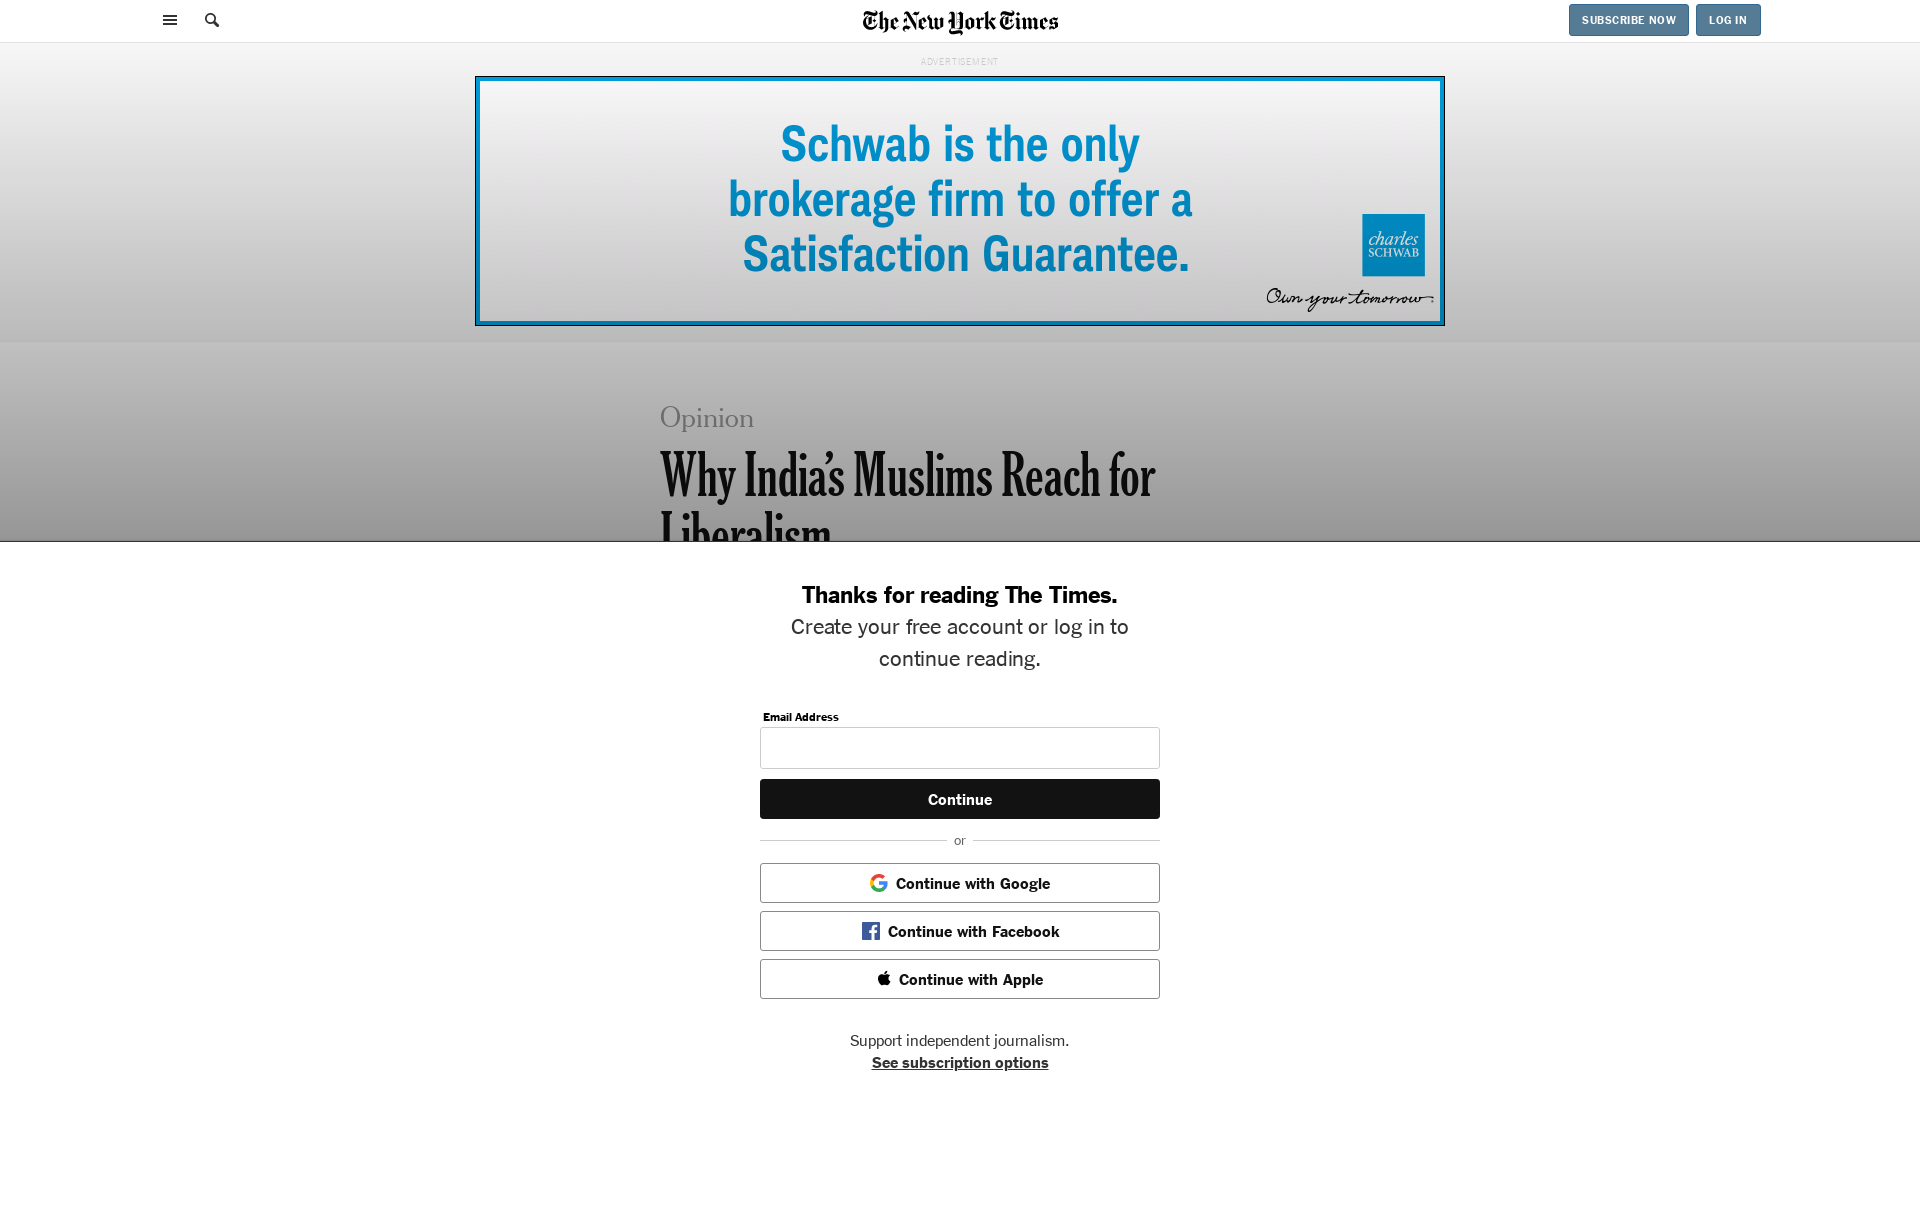 The New York Times
SUBSCRIBE NOW
LOG IN
ADVERTISEMENT
Schwab is the only
brokerage firm to offer a
Satisfaction Guarantee.
charles
SCHWAB
Own your tomorrow.
Opinion
Why India’s Muslims Reach for
Liberalism
Thanks for reading The Times.
Create your free account or log in to
continue reading.
Email Address
Continue
or
Continue with Google
Continue with Facebook
Continue with Apple
Support independent journalism.
See subscription options